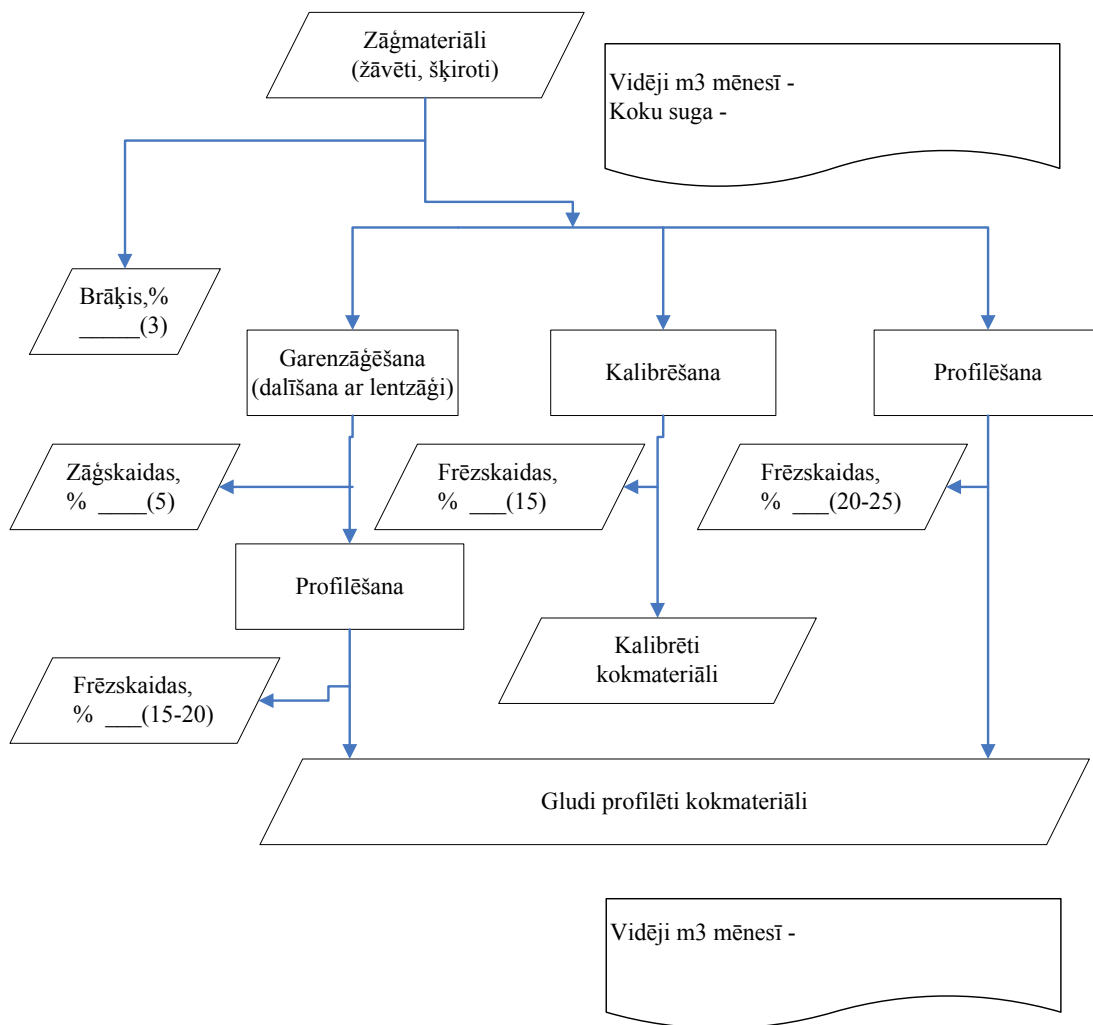 Zāģmateriāli
(žāvēti, šķiroti)
Vidēji m3 mēnesī -
Koku suga -
Brāķis,%
_____(3)
Garenzāģēšana
(dalīšana ar lentzāģi)
Kalibrēšana
Profilēšana
Zāģskaidas,
% ____(5)
Frēzskaidas,
% ___(15)
Frēzskaidas,
% ___(20-25)
Profilēšana
Kalibrēti
kokmateriāli
Frēzskaidas,
% ___(15-20)
Gludi profilēti kokmateriāli
Vidēji m3 mēnesī -